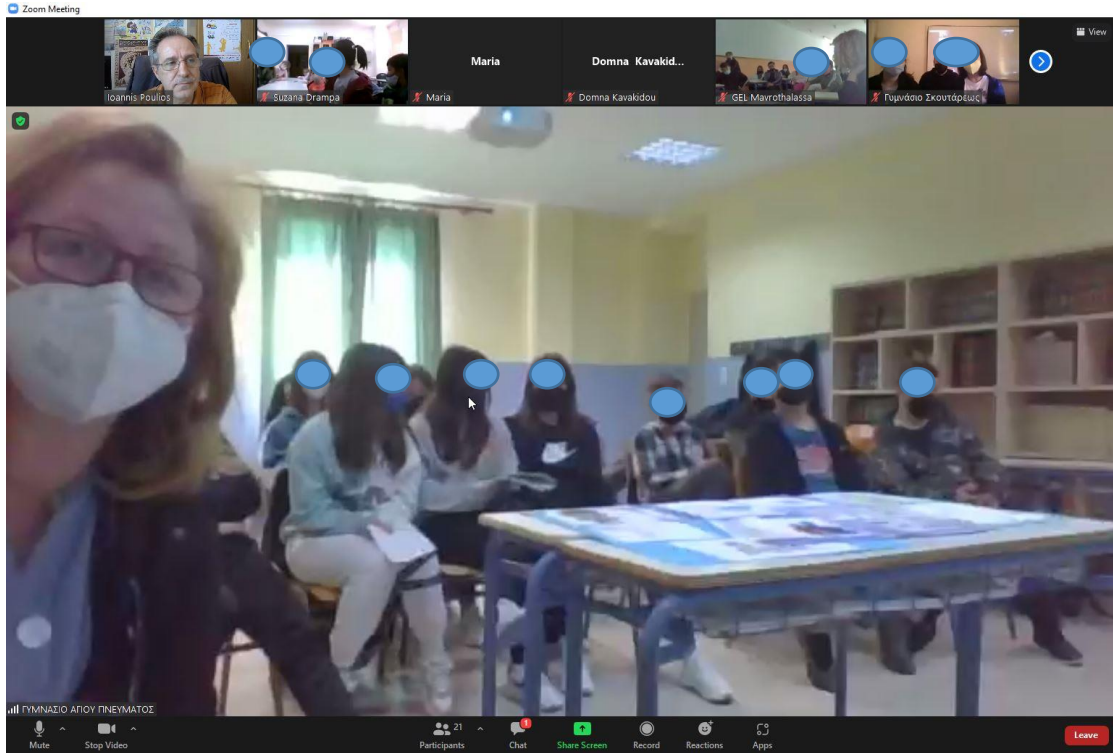 Zoom Meeting
View
Ioannis Poulios
Suzana Drampa
Maria
Maria
Domna Kavakid...
Domna Kavakidou
GEL Mavrothalassa
Γυμνάσιο Σκουτάρεως
ΓΥΜΝΑΣΙΟ ΑΓΙΟΥ ΠΝΕΥΜΑΤΟΣ
Mute
Stop Video
21
Participants
1
Chat
Share Screen
Record
Reactions
Apps
Leave